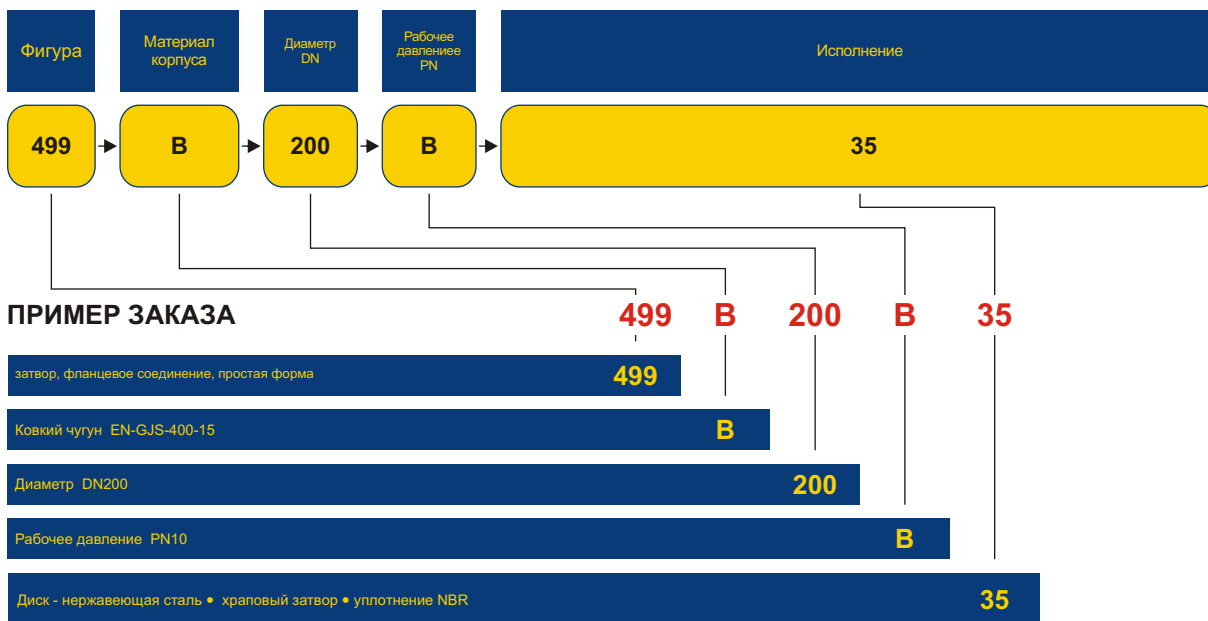 Фигура
Материал
корпуса
Диаметр
DN
Рабочее
давлениее
PN
Исполнение
499
B
200
B
35
ПРИМЕР ЗАКАЗА
499 B 200 B 35
затвор, фланцевое соединение, простая форма 499
Ковкий чугун EN-GJS-400-15 B
Диаметр DN200 200
Рабочее давление PN10 B
Диск - нержавеющая сталь • храповый затвор • уплотнение NBR 35